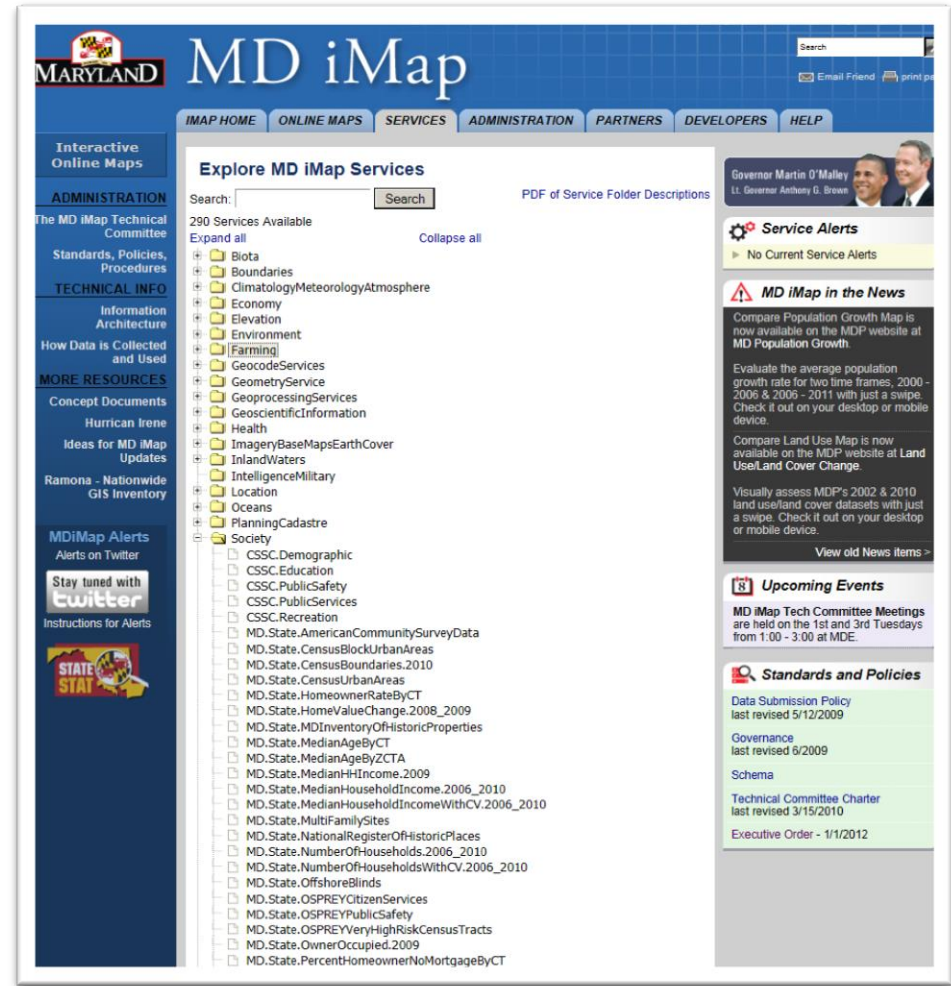 MARYLAND
MD iMap
Search
Email Friend print pa
IMAP HOME ONLINE MAPS SERVICES ADMINISTRATION PARTNERS DEVELOPERS HELP
Interactive
Online Maps
ADMINISTRATION
The MD iMap Technical
Committee
Standards, Policies,
Procedures
TECHNICAL INFO
Information
Architecture
How Data is Collected
and Used
MORE RESOURCES
Concept Documents
Hurrican Irene
Ideas for MD iMap
Updates
Ramona - Nationwide
GIS Inventory
MDiMap Alerts
Alerts on Twitter
Stay tuned with
twitter
Instructions for Alerts
STATE
STAT
Explore MD iMap Services
Search: Search PDF of Service Folder Descriptions
290 Services Available
Expand all Collapse all
Biota
Boundaries
ClimatologyMeteorologyAtmosphere
Economy
Elevation
Environment
Farming
GeocodeServices
GeometryService
GeoprocessingServices
GeoscientificInformation
Health
ImageryBaseMapsEarthCover
InlandWaters
IntelligenceMilitary
Location
Oceans
PlanningCadastre
Society
CSSC.Demographic
CSSC.Education
CSSC.PublicSafety
CSSC.PublicServices
CSSC.Recreation
MD.State.AmericanCommunitySurveyData
MD.State.CensusBlockUrbanAreas
MD.State.CensusBoundaries.2010
MD.State.CensusUrbanAreas
MD.State.HomeownerRateByCT
MD.State.HomeValueChange.2008_2009
MD.State.MDInventoryOfHistoricProperties
MD.State.MedianAgeByCT
MD.State.MedianAgeByZCTA
MD.State.MedianHHIncome.2009
MD.State.MedianHouseholdIncome.2006_2010
MD.State.MedianHouseholdIncomeWithCV.2006_2010
MD.State.MultiFamilySites
MD.State.NationalRegisterOfHistoricPlaces
MD.State.NumberOfHouseholds.2006_2010
MD.State.NumberOfHouseholdsWithCV.2006_2010
MD.State.OffshoreBlinds
MD.State.OSPREYCitizenServices
MD.State.OSPREYPublicSafety
MD.State.OSPREYVeryHighRiskCensusTracts
MD.State.OwnerOccupied.2009
MD.State.PercentHomeownerNoMortgageByCT
Governor Martin O'Malley
Lt. Governor Anthony G. Brown
Service Alerts
No Current Service Alerts
MD iMap in the News
Compare Population Growth Map is
now available on the MDP website at
MD Population Growth.
Evaluate the average population
growth rate for two time frames, 2000 -
2006 & 2006 - 2011 with just a swipe.
Check it out on your desktop or mobile
device.
Compare Land Use Map is now
available on the MDP website at Land
Use/Land Cover Change.
Visually assess MDP's 2002 & 2010
land use/land cover datasets with just
a swipe. Check it out on your desktop
or mobile device.
View old News items >
8 Upcoming Events
MD iMap Tech Committee Meetings
are held on the 1st and 3rd Tuesdays
from 1:00 - 3:00 at MDE.
Standards and Policies
Data Submission Policy
last revised 5/12/2009
Governance
last revised 6/2009
Schema
Technical Committee Charter
last revised 3/15/2010
Executive Order - 1/1/2012